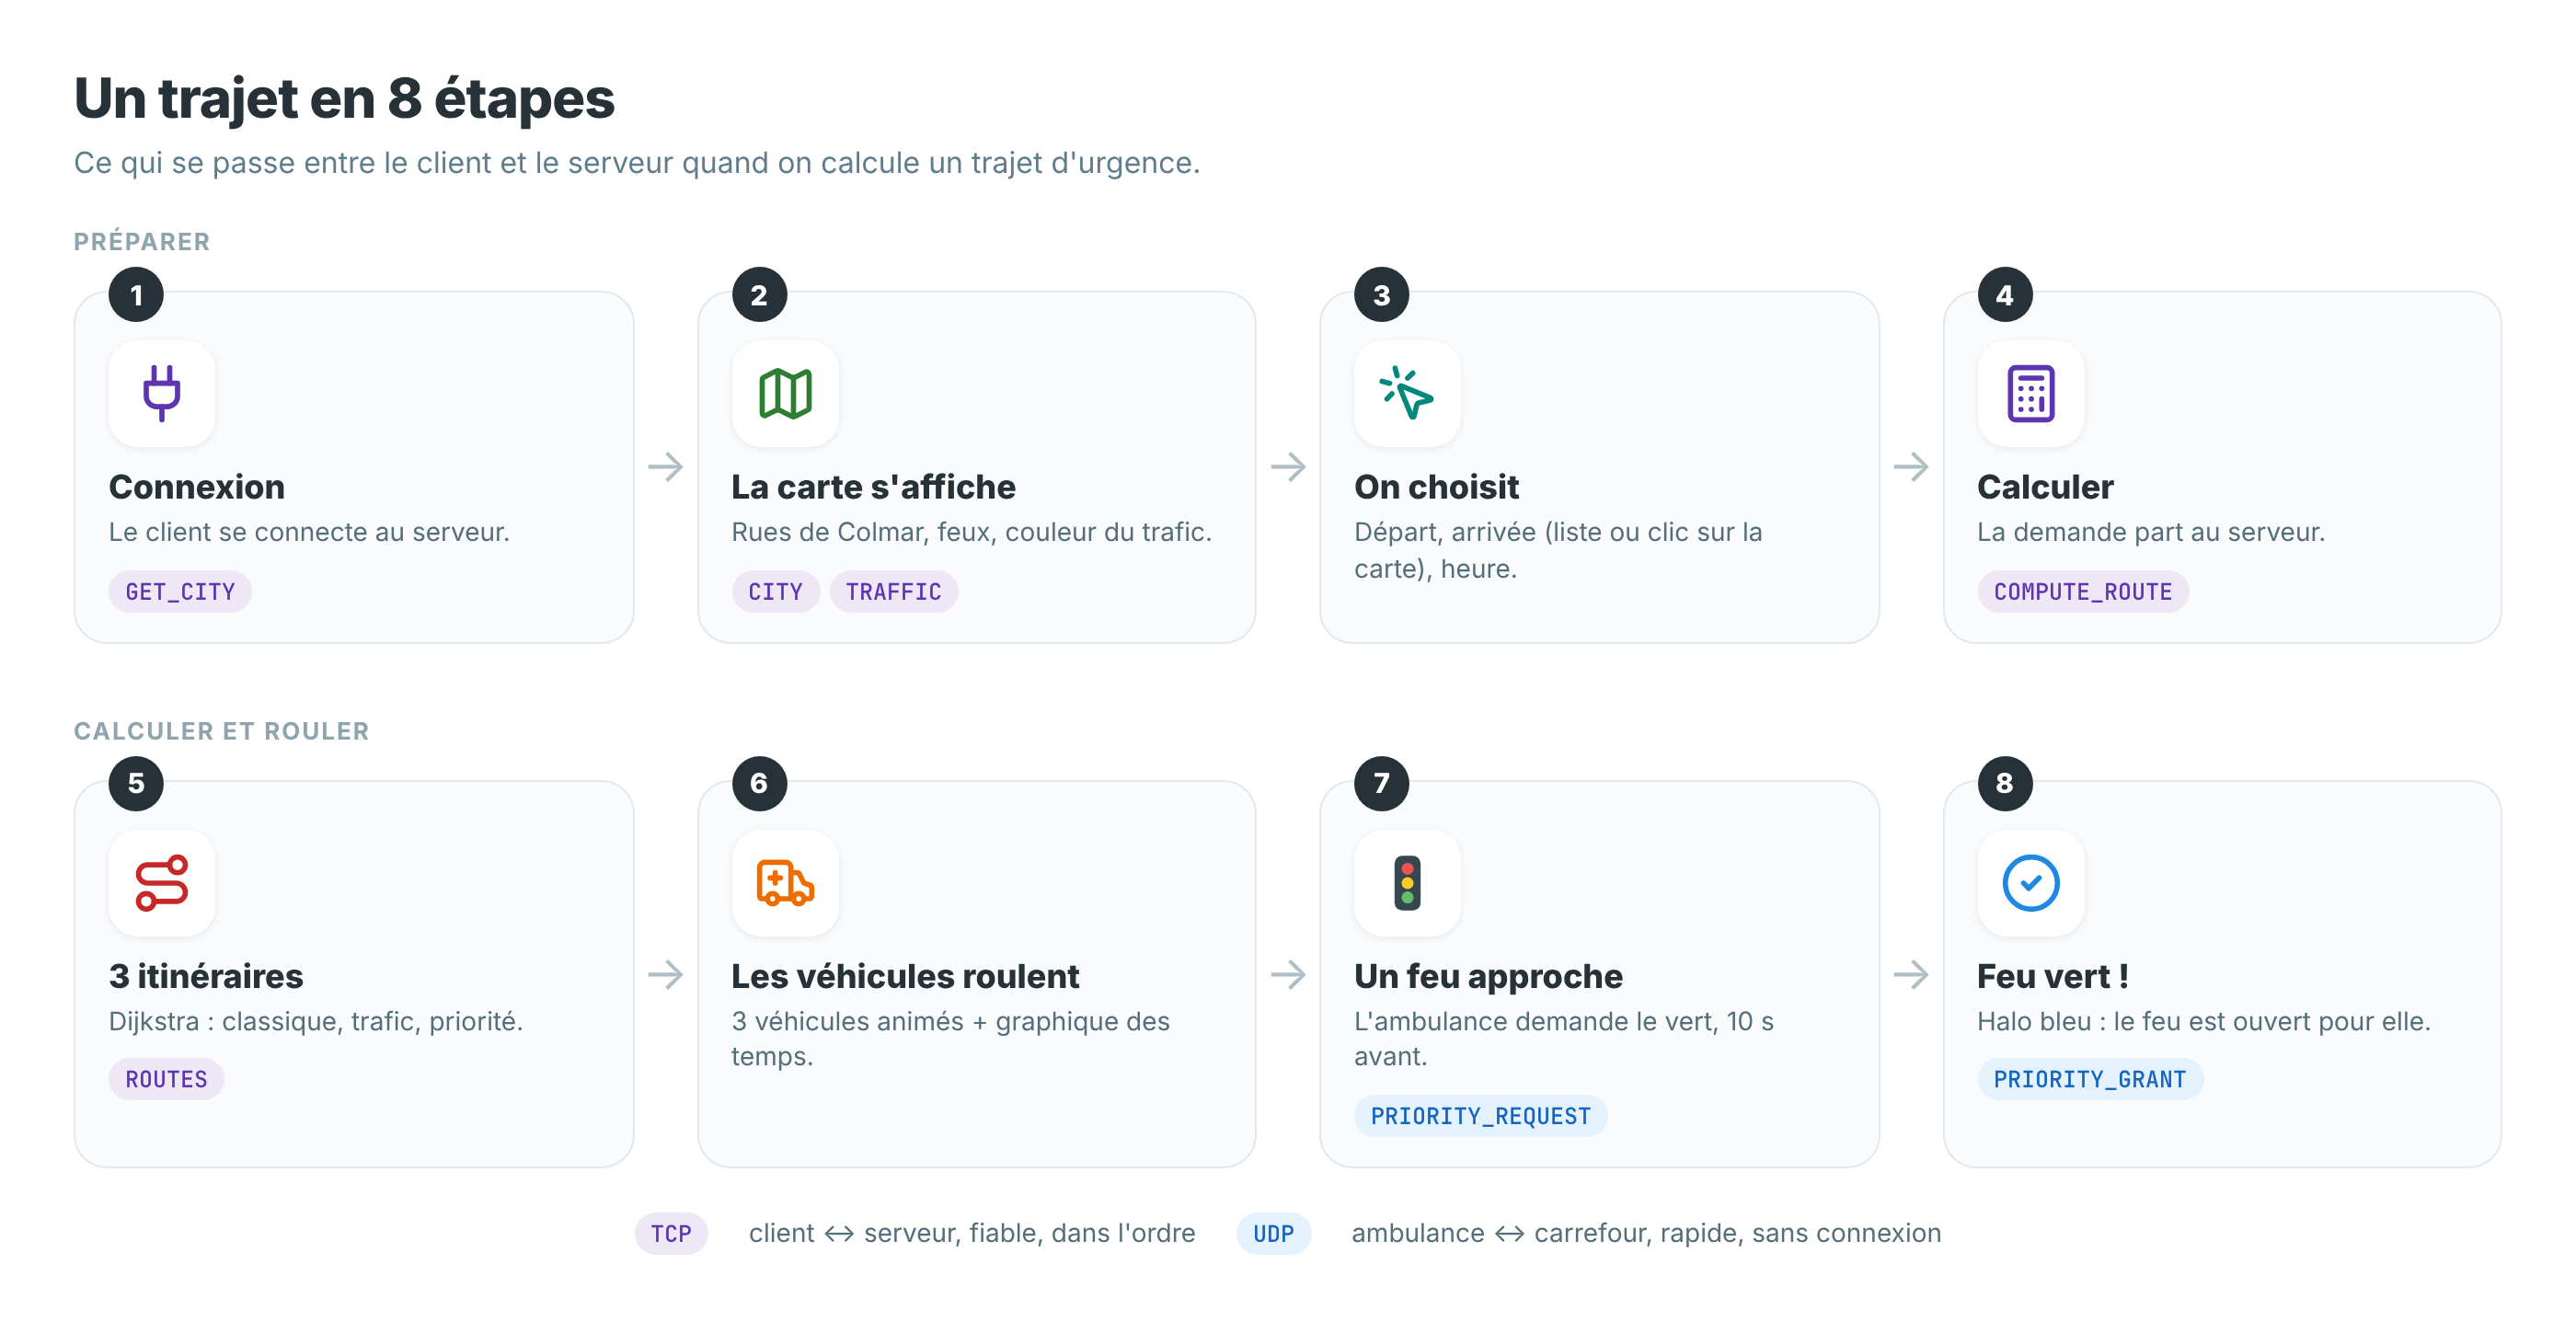 Un trajet en 8 étapes
Ce qui se passe entre le client et le serveur quand on calcule un trajet d'urgence.
PRÉPARER
1
Connexion
Le client se connecte au serveur.
GET_CITY
2
La carte s'affiche
Rues de Colmar, feux, couleur du trafic.
CITY TRAFFIC
3
On choisit
Départ, arrivée (liste ou clic sur la
carte), heure.
4
Calculer
La demande part au serveur.
COMPUTE_ROUTE
CALCULER ET ROULER
5
3 itinéraires
Dijkstra : classique, trafic, priorité.
ROUTES
6
Les véhicules roulent
3 véhicules animés + graphique des
temps.
7
Un feu approche
L'ambulance demande le vert, 10 s
avant.
PRIORITY_REQUEST
8
Feu vert !
Halo bleu : le feu est ouvert pour elle.
PRIORITY_GRANT
TCP client ↔ serveur, fiable, dans l'ordre UDP ambulance ↔ carrefour, rapide, sans connexion